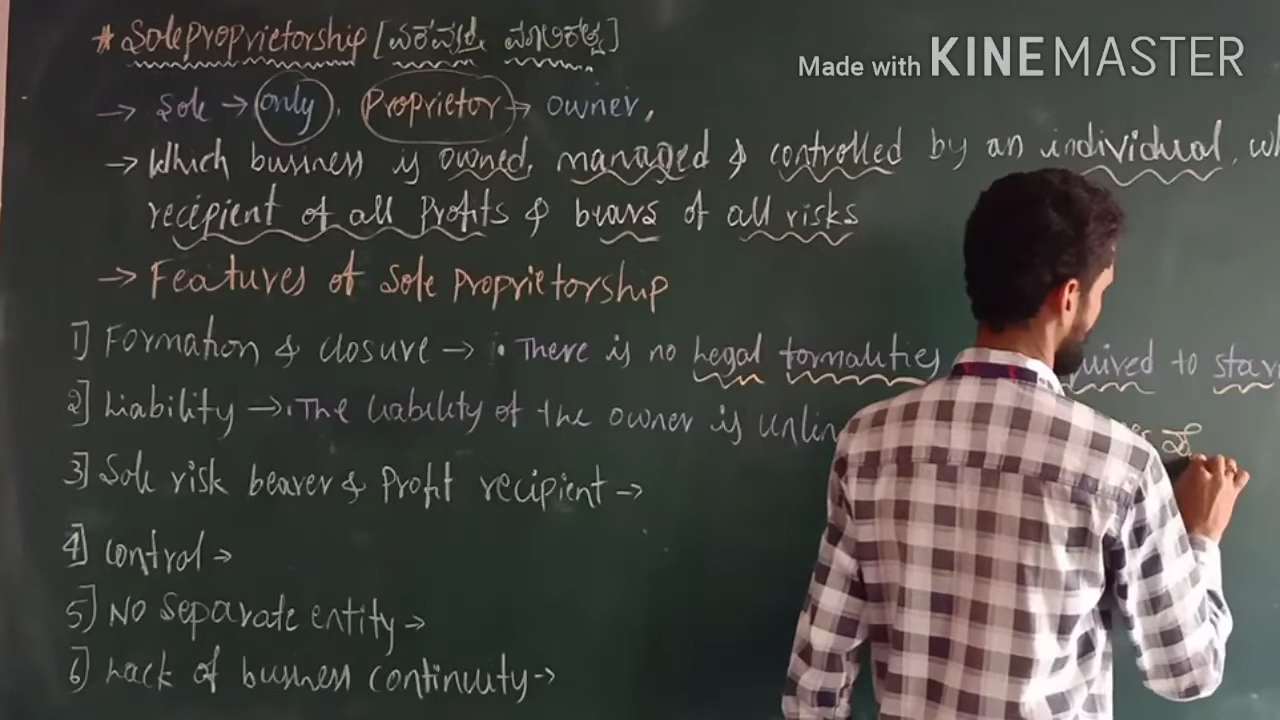 * Sole proprietorship [ಏಕವ್ಯಕ್ತಿ ಮಾಲಿಕತ್ವ]
Made with KINEMASTER
→ Sole → only, Proprietor → owner,
→ Which business is owned, managed & controlled by an individual, wh
recipient of all Profits & bears of all risks
→ Features of Sole Proprietorship
1] Formation & closure → • There is no Legal formalities to
2] Liability → • The liability of the owner is
3] Sole risk bearer & Profit recipient →
4] control →
5] No separate entity →
6] Lack of business continuity →